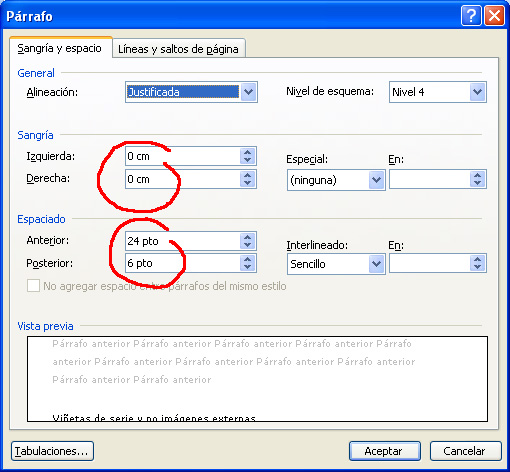 Párrafo
Sangría y espacio Líneas y saltos de página
General
Alineación: Justificada Nivel de esquema: Nivel 4
Sangría
Izquierda: 0 cm Especial: En:
Derecha: 0 cm (ninguna)
Espaciado
Anterior: 24 pto Interlineado: En:
Posterior: 6 pto Sencillo
No agregar espacio entre párrafos del mismo estilo
Vista previa
Párrafo anterior Párrafo anterior Párrafo anterior Párrafo anterior Párrafo
anterior Párrafo anterior Párrafo anterior Párrafo anterior Párrafo anterior
Párrafo anterior Párrafo anterior
Viñetas de serie y no imágenes externas
Tabulaciones... Aceptar Cancelar